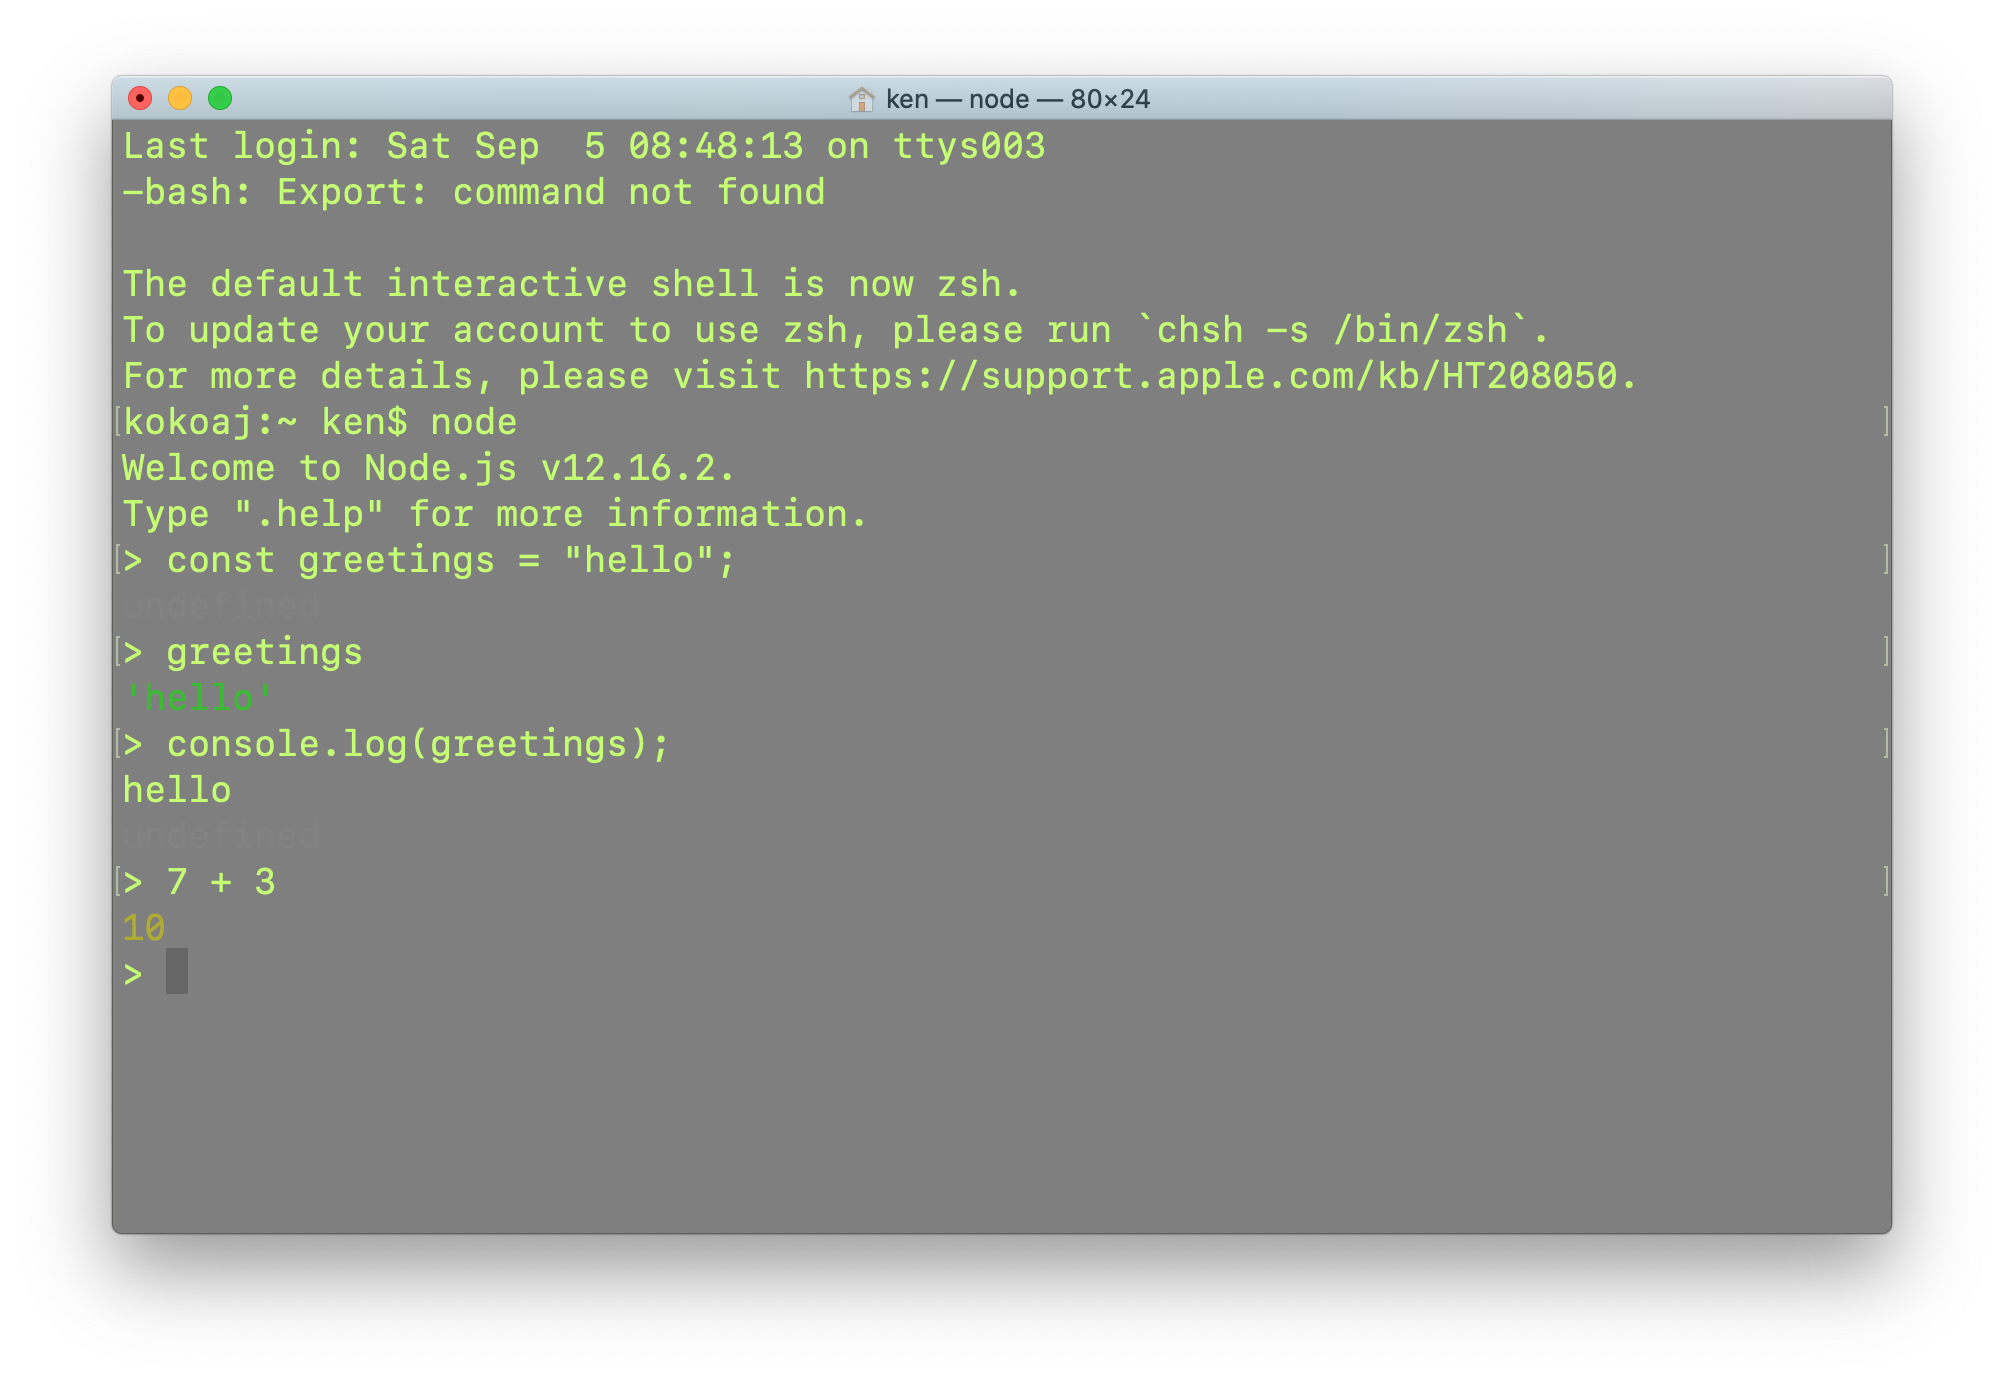 ken — node — 80×24
Last login: Sat Sep  5 08:48:13 on ttys003
-bash: Export: command not found

The default interactive shell is now zsh.
To update your account to use zsh, please run `chsh -s /bin/zsh`.
For more details, please visit https://support.apple.com/kb/HT208050.
[kokoaj:~ ken$ node ]
Welcome to Node.js v12.16.2.
Type ".help" for more information.
[> const greetings = "hello"; ]
undefined
[> greetings ]
'hello'
[> console.log(greetings); ]
hello
undefined
[> 7 + 3 ]
10
>